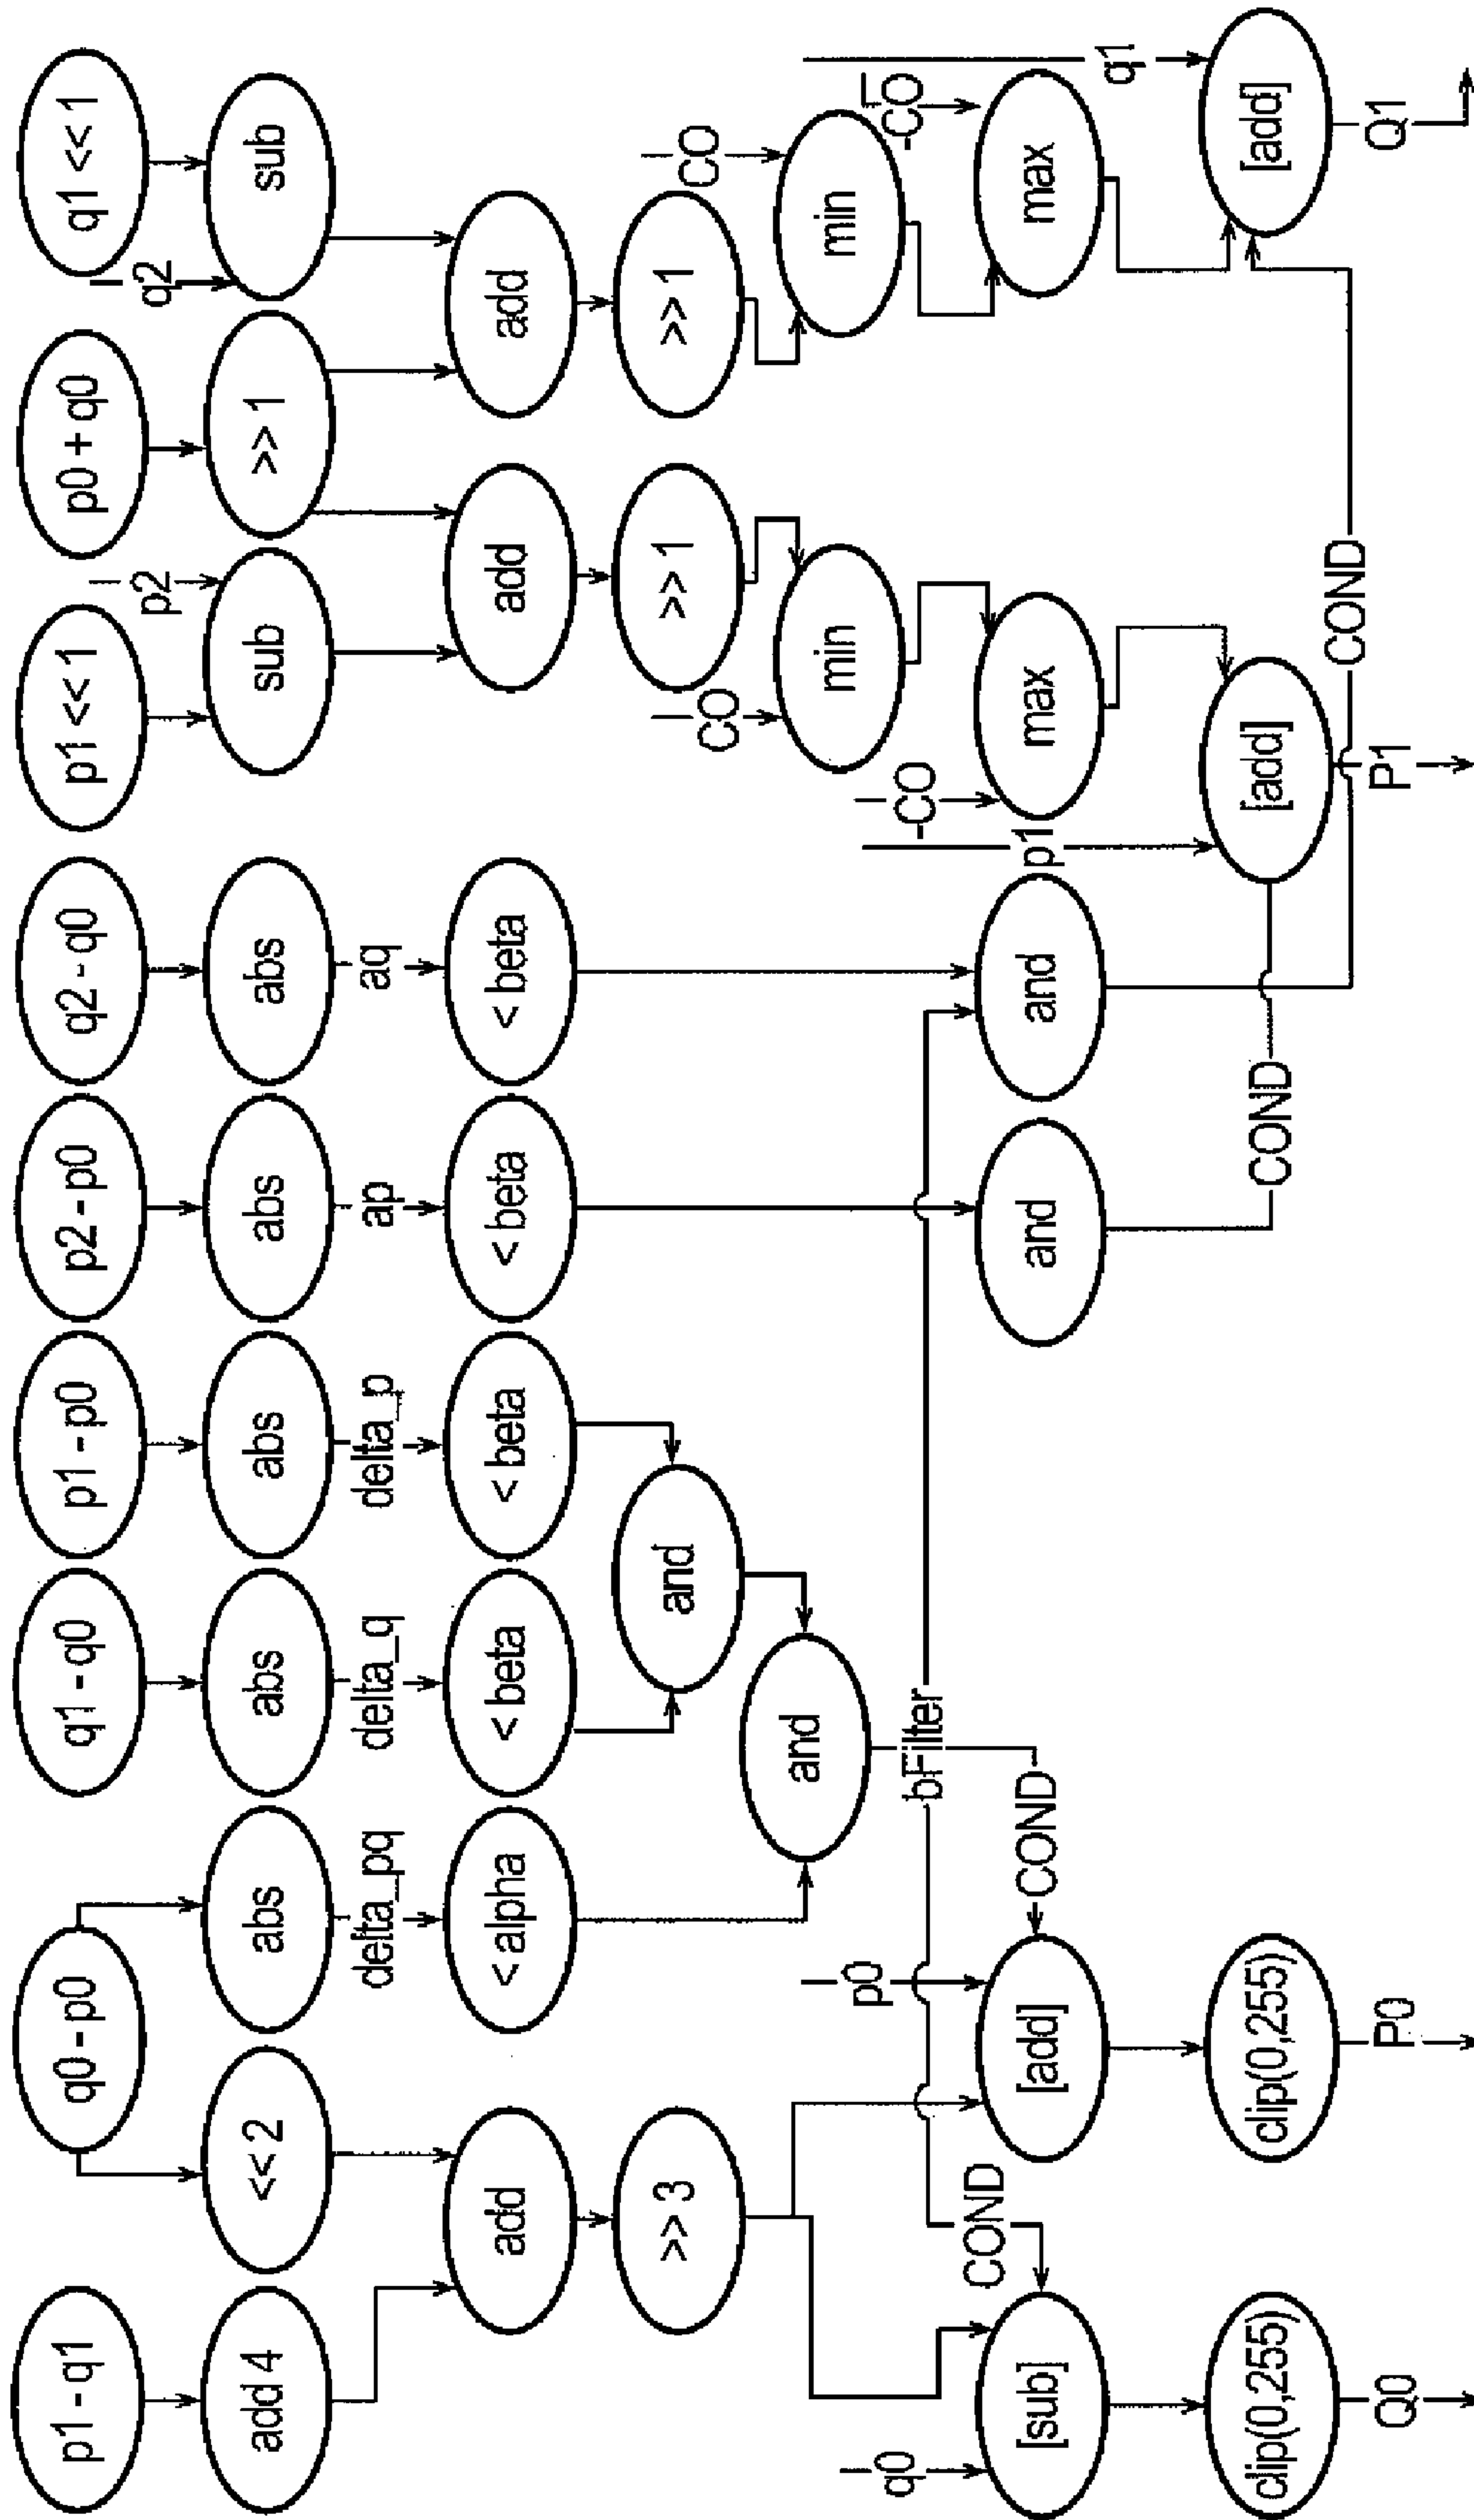 p1 - q1
q0 - p0
q1 - q0
p1 - p0
p2 - p0
q2 - q0
p1 << 1
p0 + q0
q1 << 1
p2
q2
add 4
<< 2
abs
abs
abs
abs
abs
sub
>> 1
sub
delta_pq
delta_q
delta_p
ap
aq
add
< alpha
< beta
< beta
< beta
< beta
add
add
>> 3
and
>> 1
>> 1
CO
CO
and
min
min
q0
p0
bFilter
-CO
-CO
COND
COND
p1
q1
[sub]
[add]
and
and
max
max
clip(0,255)
clip(0,255)
COND
[add]
[add]
COND
Q0
P0
P1
Q1